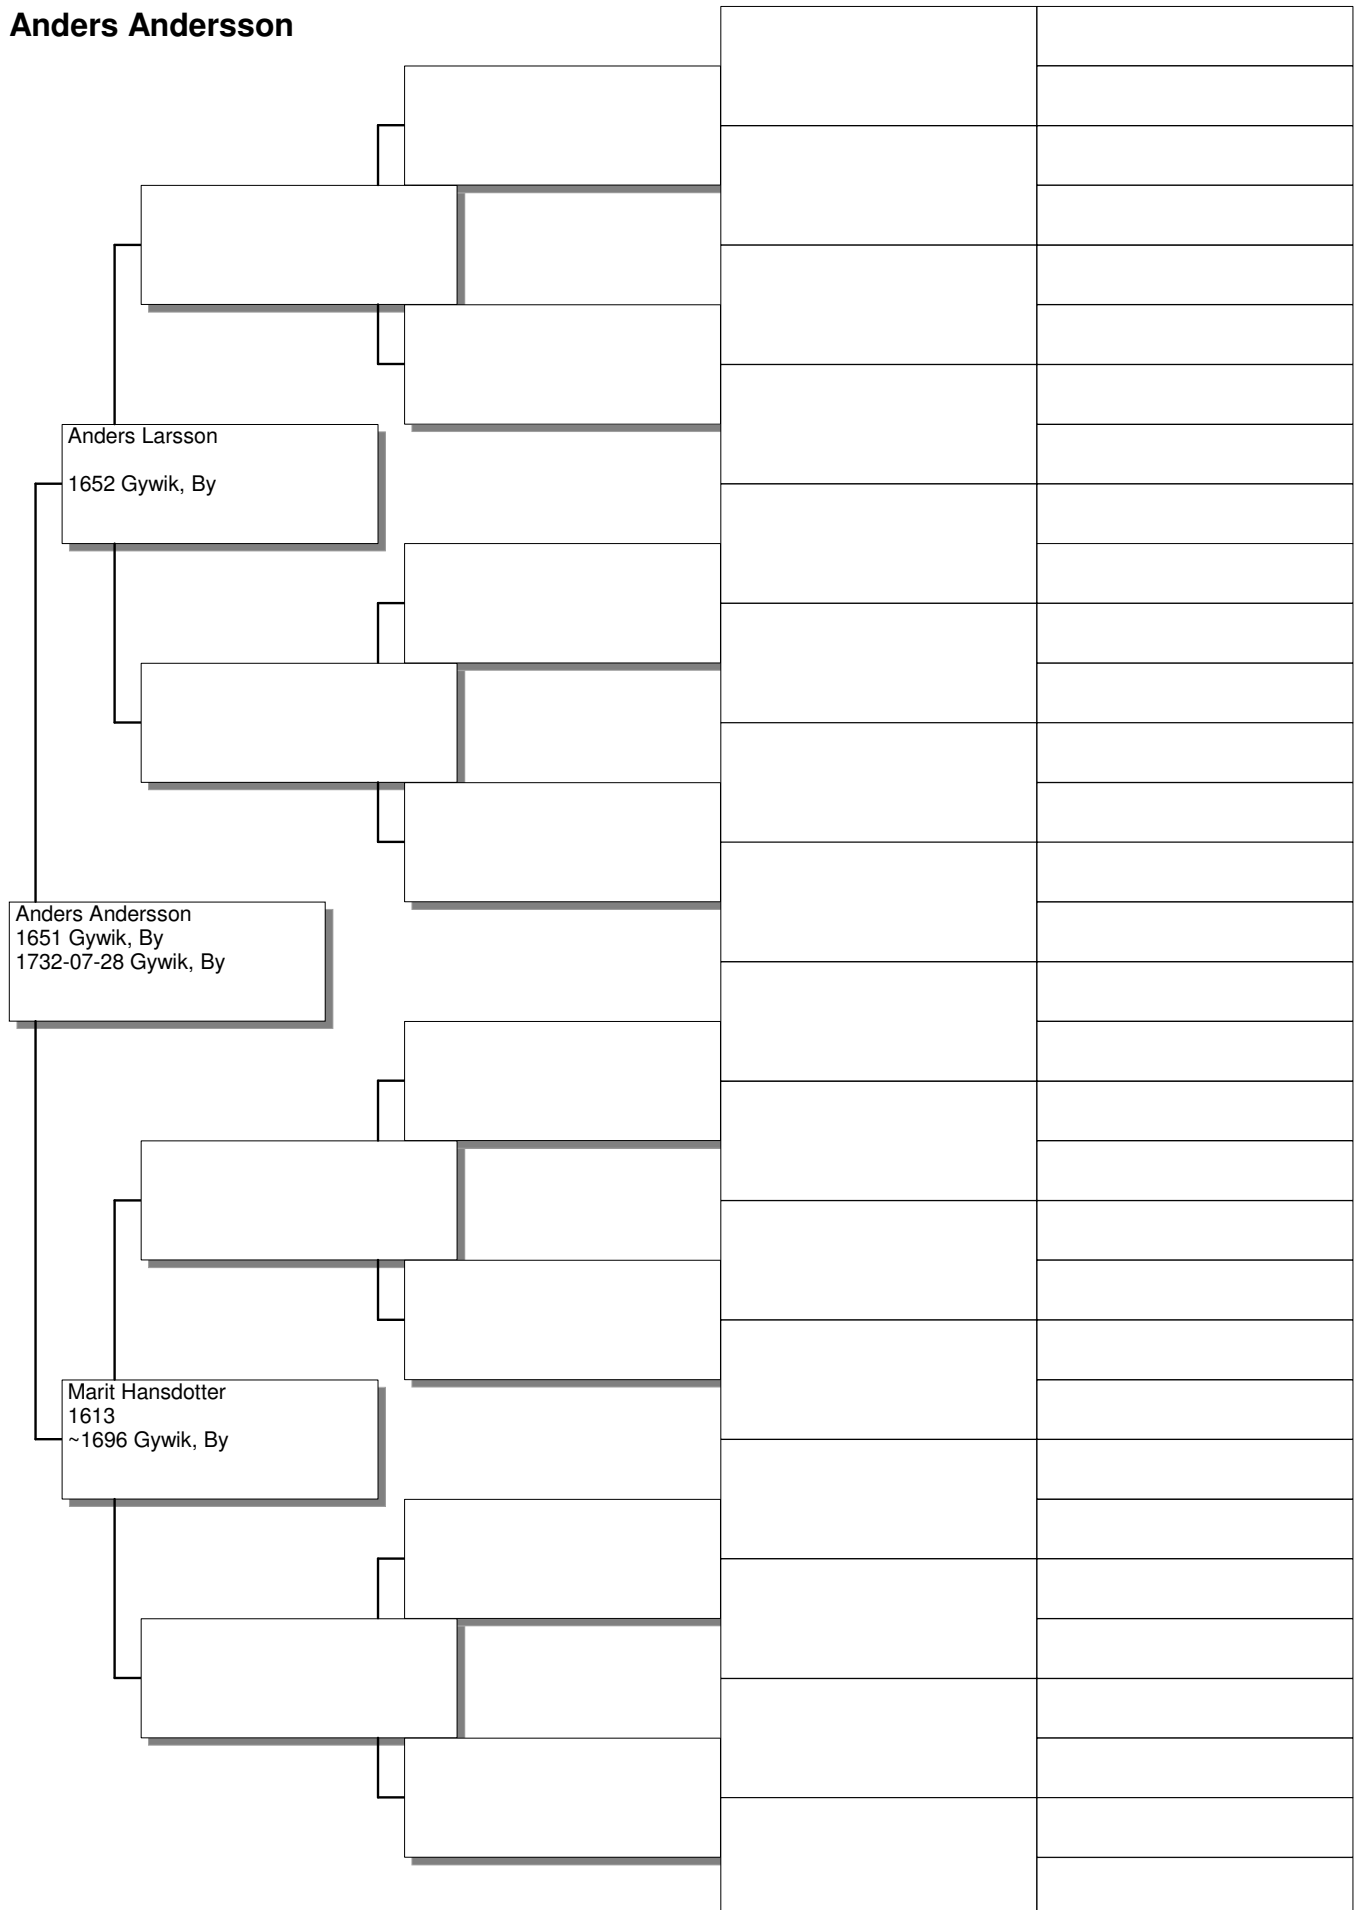 Anders Andersson
Anders Larsson
1652 Gywik, By
Anders Andersson
1651 Gywik, By
1732-07-28 Gywik, By
Marit Hansdotter
1613
~1696 Gywik, By